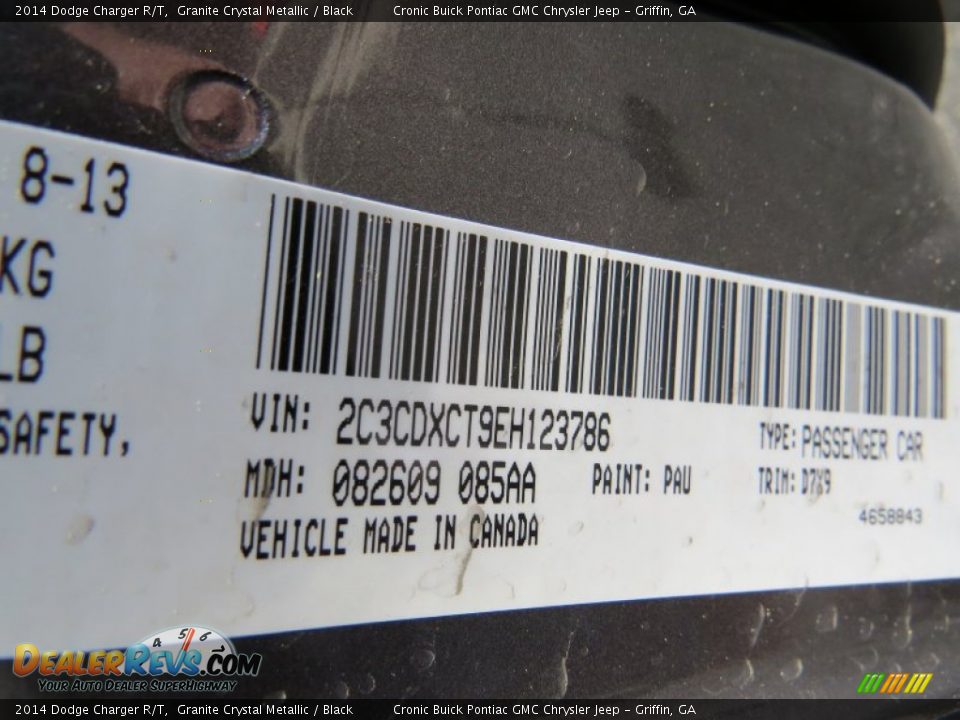 2014 Dodge Charger R/T, Granite Crystal Metallic / Black Cronic Buick Pontiac GMC Chrysler Jeep - Griffin, GA
8-13
KG
LB
SAFETY,
VIN: 2C3CDXCT9EH123786 TYPE: PASSENGER CAR
MDH: 082609 085AA PAINT: PAU TRIM: D7X9
4658843
VEHICLE MADE IN CANADA
4 5 6
DEALERREVS.COM
YOUR AUTO DEALER SUPERHIGHWAY
2014 Dodge Charger R/T, Granite Crystal Metallic / Black Cronic Buick Pontiac GMC Chrysler Jeep - Griffin, GA